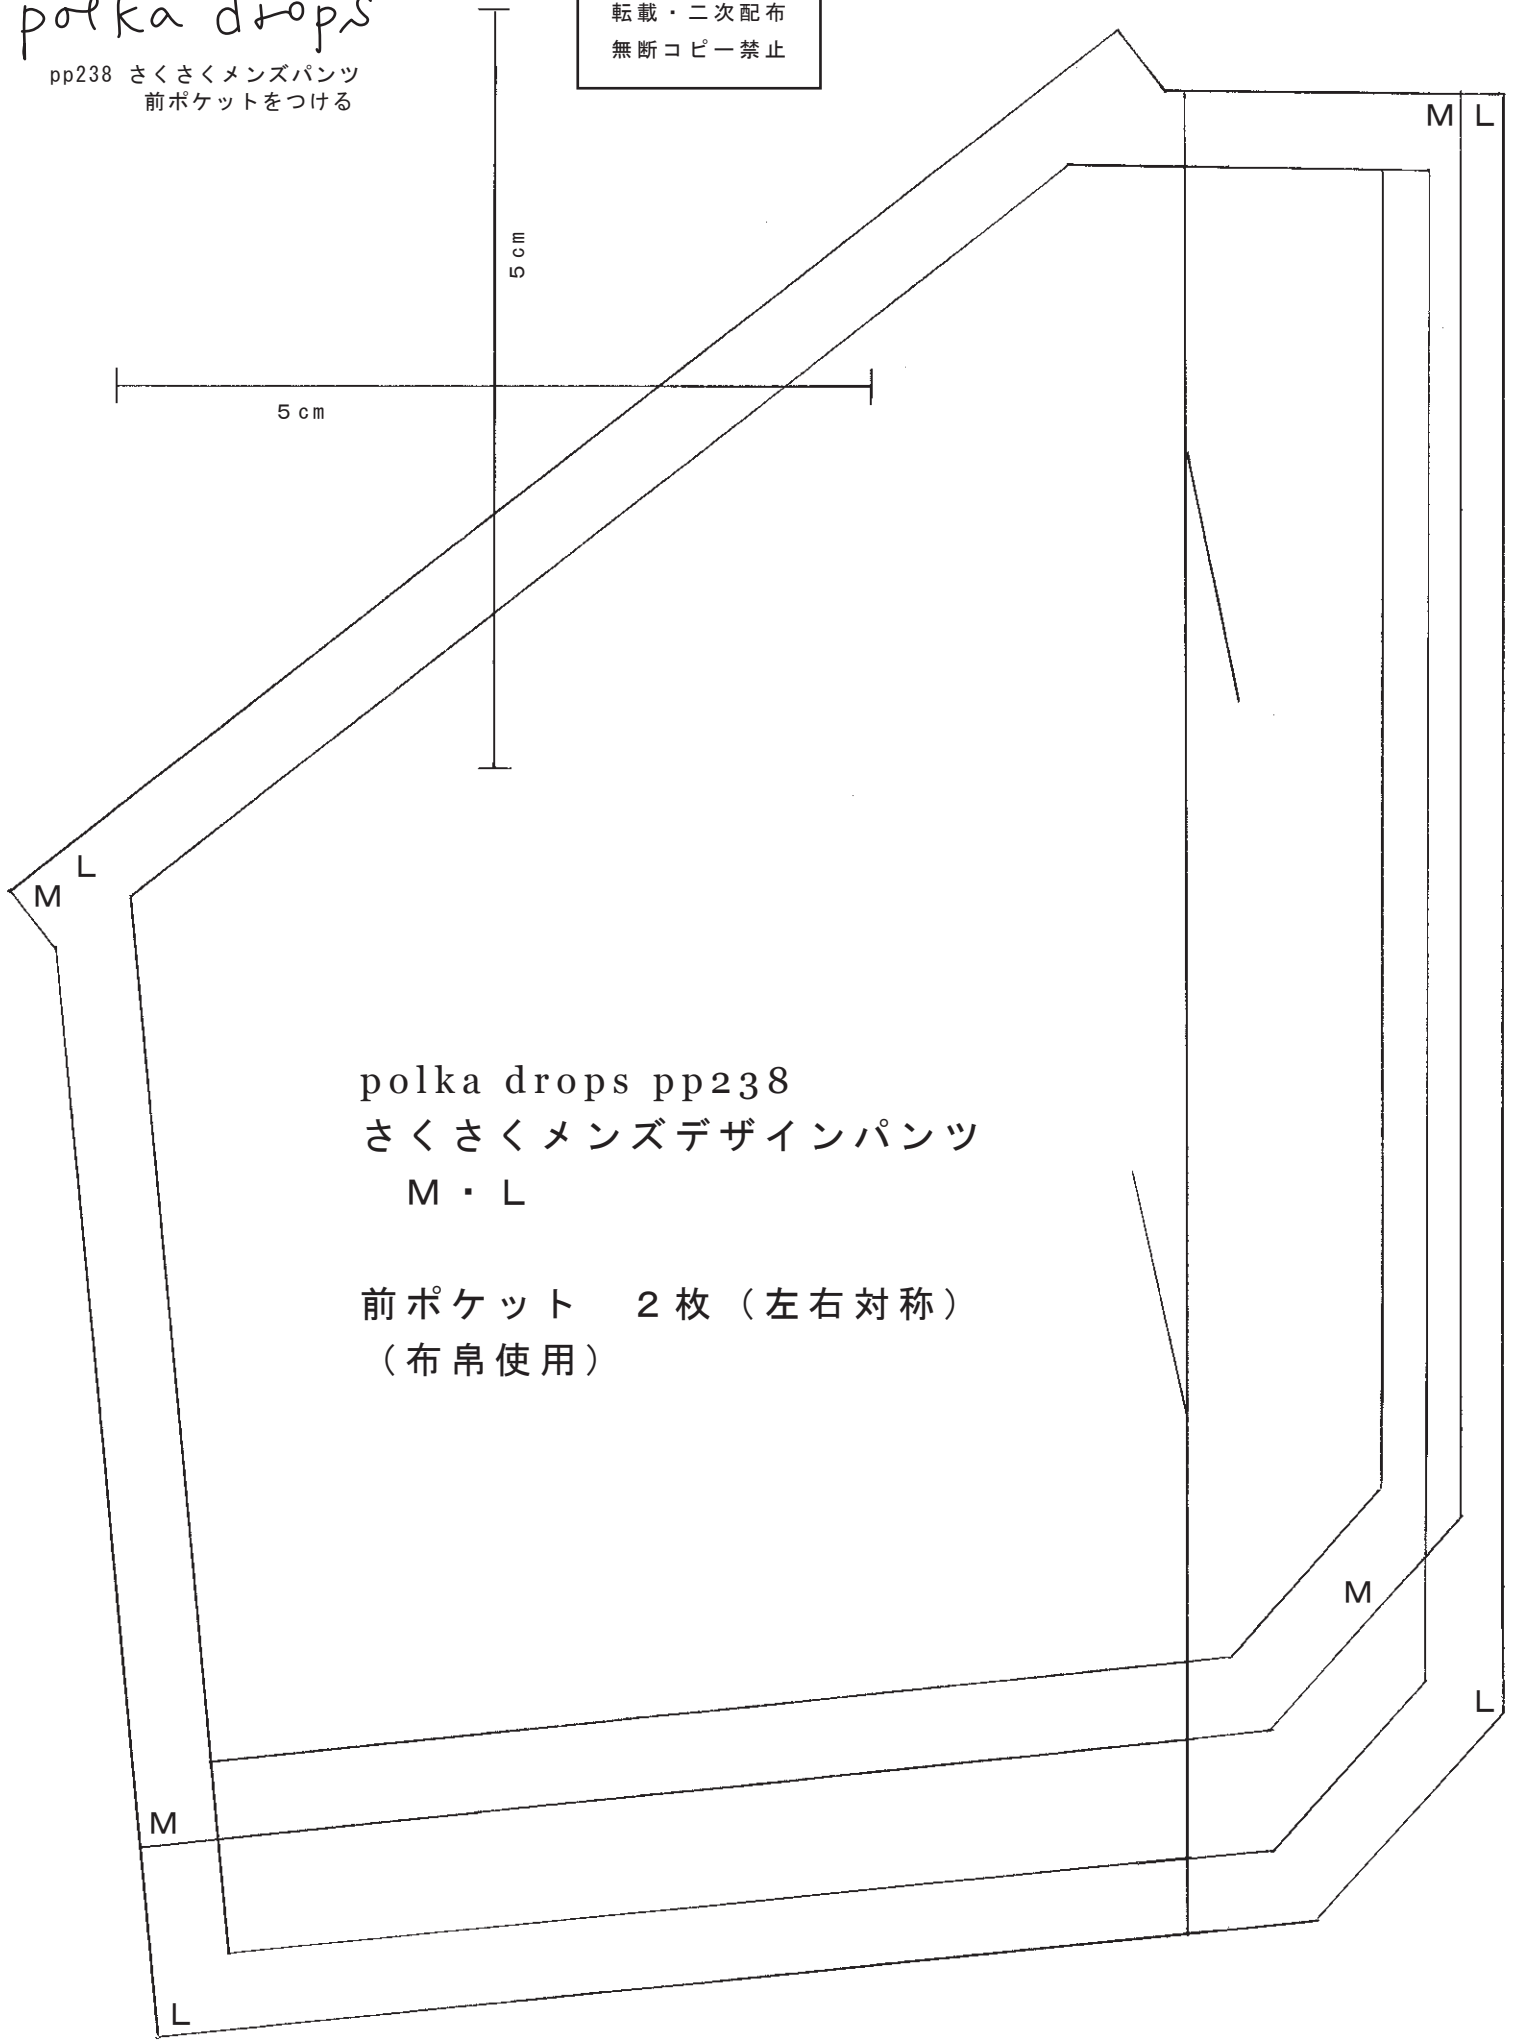 polka drops
pp238 さくさくメンズパンツ
前ポケットをつける
転載・二次配布
無断コピー禁止
5cm
5cm
M L
L
M
polka drops pp238
さくさくメンズデザインパンツ
M・L
前ポケット 2枚（左右対称）
（布帛使用）
M
L
M
L